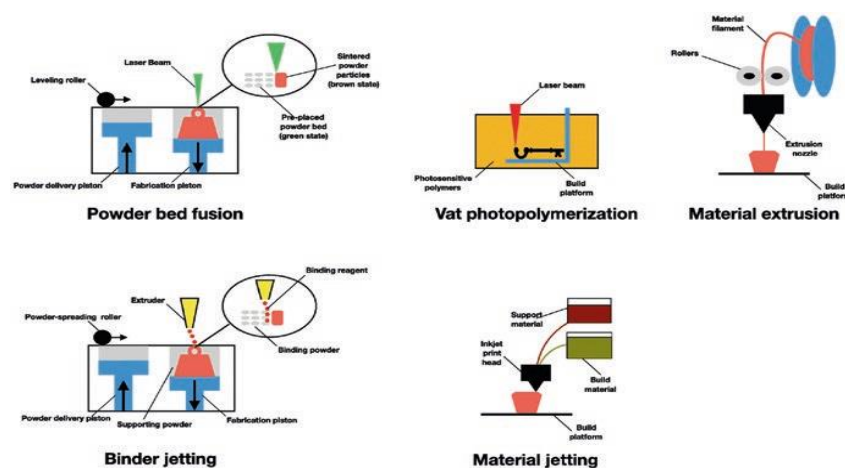 Laser Beam
Leveling roller
Sintered
powder
particles
(brown state)
Pre-placed
powder bed
(green state)
Powder delivery piston
Fabrication piston
Powder bed fusion
Laser beam
Photosensitive
polymers
Build
platform
Vat photopolymerization
Material
filament
Rollers
Extrusion
nozzle
Build
platform
Material extrusion
Binding reagent
Extruder
Powder-spreading roller
Binding powder
Powder delivery piston
Supporting powder
Fabrication piston
Binder jetting
Support
material
Inkjet
print
head
Build
material
Build
platform
Material jetting